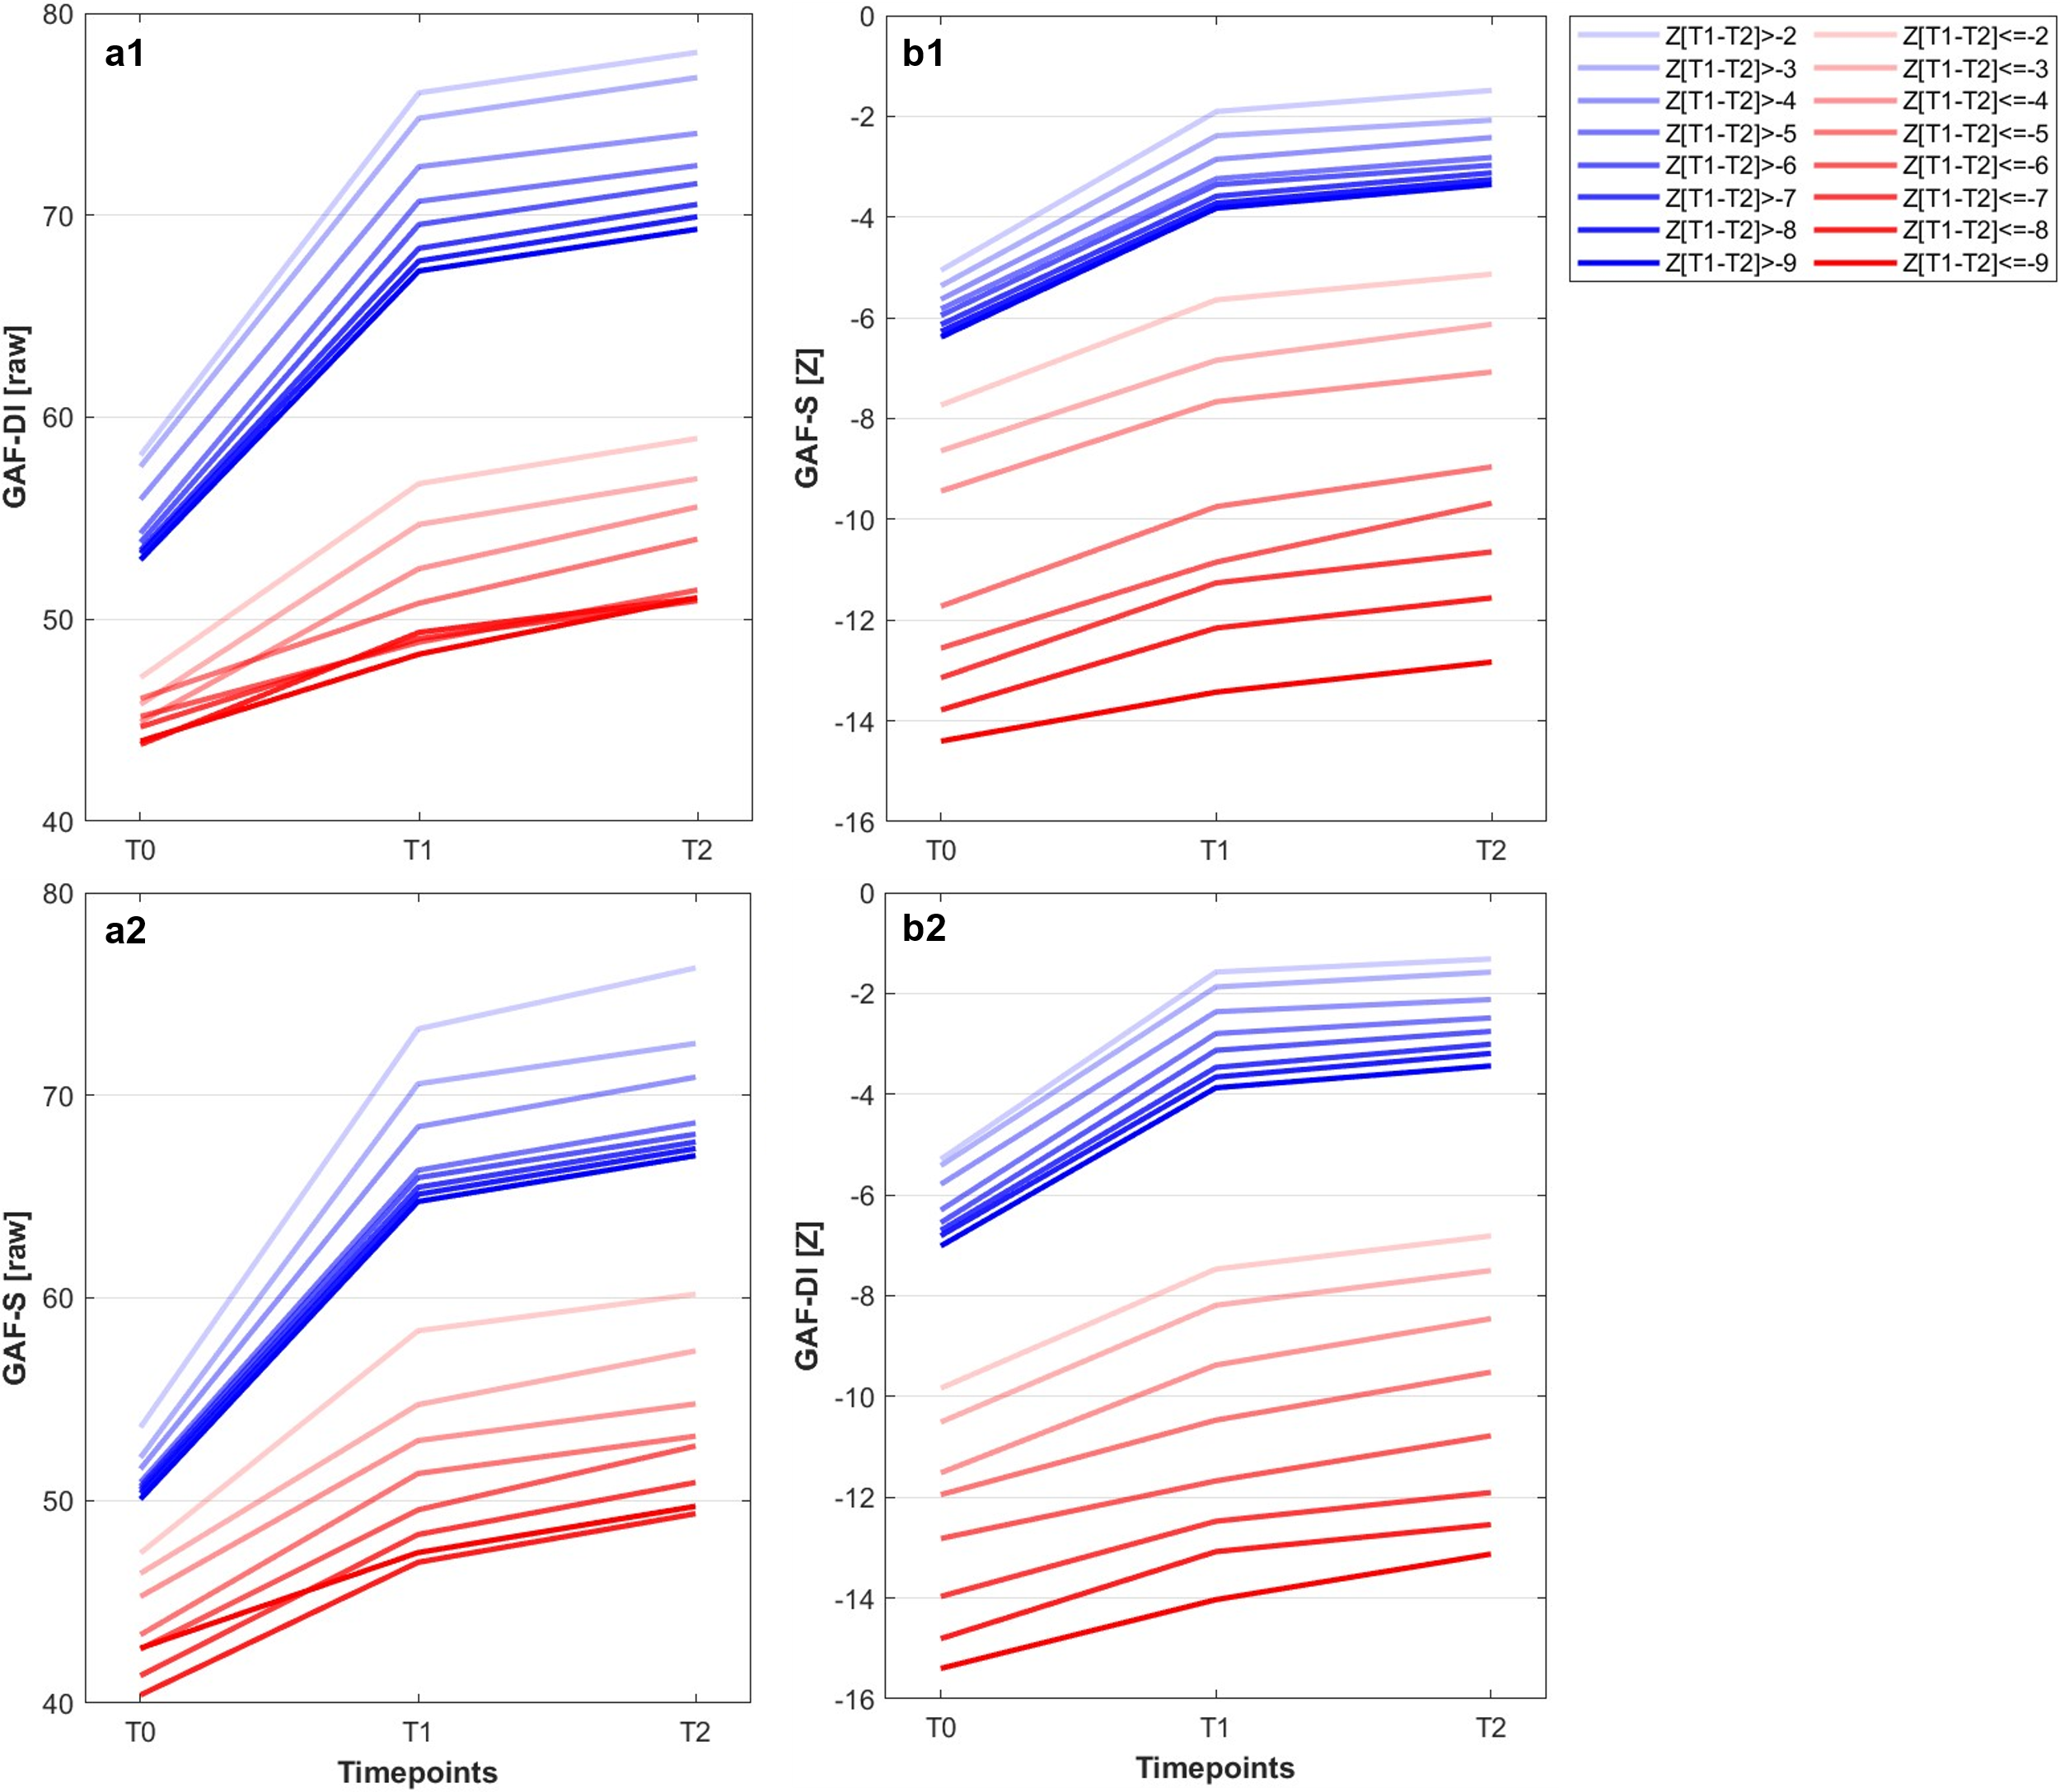 a1
80
70
60
50
40
GAF-DI [raw]
T0 T1 T2
b1
0
-2
-4
-6
-8
-10
-12
-14
-16
GAF-S [Z]
T0 T1 T2
Z[T1-T2]>-2 Z[T1-T2]<=-2
Z[T1-T2]>-3 Z[T1-T2]<=-3
Z[T1-T2]>-4 Z[T1-T2]<=-4
Z[T1-T2]>-5 Z[T1-T2]<=-5
Z[T1-T2]>-6 Z[T1-T2]<=-6
Z[T1-T2]>-7 Z[T1-T2]<=-7
Z[T1-T2]>-8 Z[T1-T2]<=-8
Z[T1-T2]>-9 Z[T1-T2]<=-9
a2
80
70
60
50
40
GAF-S [raw]
T0 T1 T2
Timepoints
b2
0
-2
-4
-6
-8
-10
-12
-14
-16
GAF-DI [Z]
T0 T1 T2
Timepoints